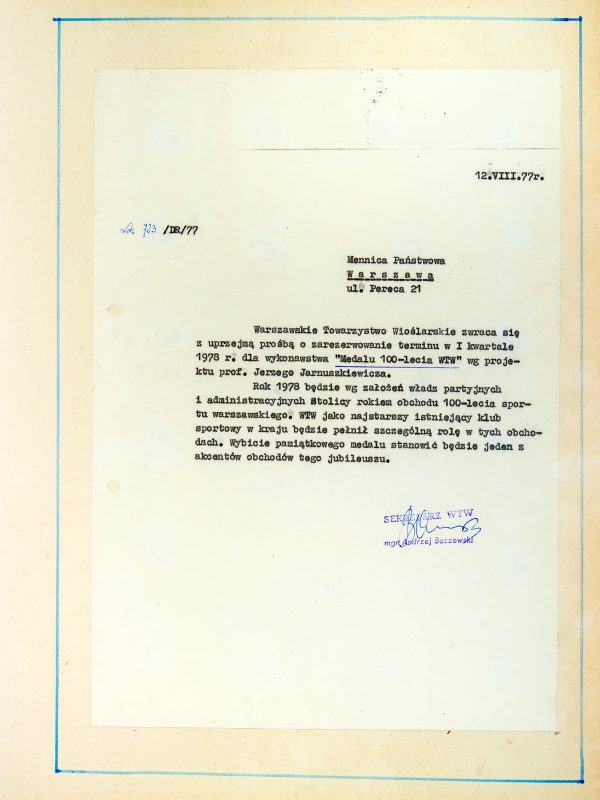 12.VIII.77r.
Ldz 783 /DR/77
Mennica Państwowa
W a r s z a w a
ul. Pereca 21
Warszawskie Towarzystwo Wioślarskie zwraca się
z uprzejmą prośbą o zarezerwowanie terminu w I kwartale
1978 r. dla wykonawstwa "Medalu 100-lecia WTW" wg proje-
ktu prof. Jerzego Jarnuszkiewicza.
Rok 1978 będzie wg założeń władz partyjnych
i administracyjnych Stolicy rokiem obchodu 100-lecia spor-
tu warszawskiego. WTW jako najstarszy istniejący klub
sportowy w kraju będzie pełnił szczególną rolę w tych obcho-
dach. Wybicie pamiątkowego medalu stanowić będzie jeden z
akcentów obchodów tego jubileuszu.
SEKRETARZ WTW
mgr Andrzej Baczewski